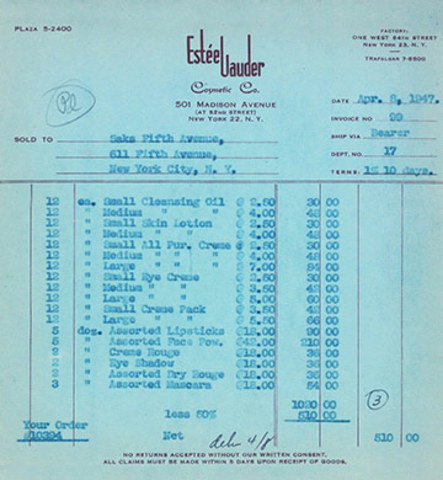 PLAZA 5-2400
FACTORY:
ONE WEST 64TH STREET
NEW YORK 23, N. Y.
TRAFALGAR 7-8500
Estée Lauder
Cosmetic Co.
501 MADISON AVENUE
(AT 52ND STREET)
NEW YORK 22, N. Y.
DATE Apr. 8, 1947.
INVOICE NO 99
SHIP VIA Bearer
DEPT. NO. 17
TERMS: 1% 10 days.
SOLD TO Saks Fifth Avenue,
611 Fifth Avenue,
New York City, N. Y.
12 ea. Small Cleansing Oil @ 2.50 30 00
12 " Medium " " @ 4.00 48 00
12 " Small Skin Lotion @ 2.50 30 00
12 " Medium " " @ 4.00 48 00
12 " Small All Pur. Creme @ 2.50 30 00
12 " Medium " " " @ 4.00 48 00
12 " Large " " " @ 7.00 84 00
12 " Small Eye Creme @ 2.50 30 00
12 " Medium " " @ 3.50 42 00
12 " Large " " @ 5.00 60 00
12 " Small Creme Pack @ 3.50 42 00
12 " Large " " @ 5.50 66 00
5 doz. Assorted Lipsticks @18.00 90 00
5 " Assorted Face Pow. @42.00 210 00
2 " Creme Rouge @18.00 36 00
2 " Eye Shadow @18.00 36 00
2 " Assorted Dry Rouge @18.00 36 00
3 " Assorted Mascara @18.00 54 00
1020 00
less 50% 510 00
3
Your Order
#10394 Net del 4/8 510 00
NO RETURNS ACCEPTED WITHOUT OUR WRITTEN CONSENT.
ALL CLAIMS MUST BE MADE WITHIN 5 DAYS UPON RECEIPT OF GOODS.